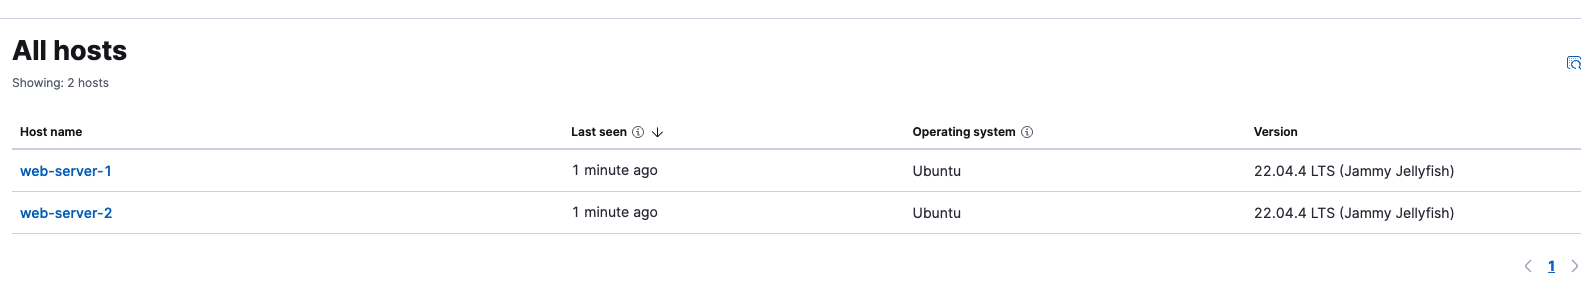 All hosts
Showing: 2 hosts
Host name Last seen Operating system Version
web-server-1 1 minute ago Ubuntu 22.04.4 LTS (Jammy Jellyfish)
web-server-2 1 minute ago Ubuntu 22.04.4 LTS (Jammy Jellyfish)
1